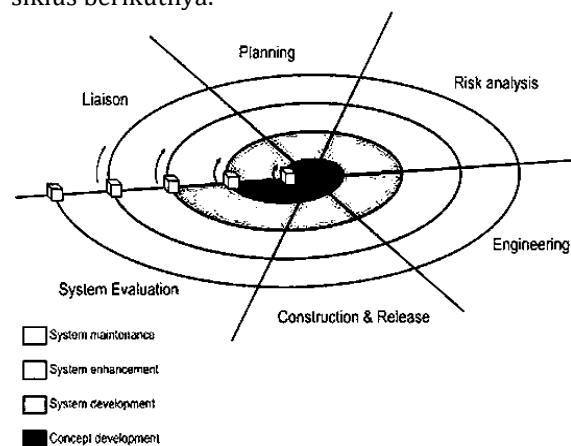 siklus berikutnya.
Planning
Risk analysis
Liaison
Engineering
System Evaluation
Construction & Release
System maintenance
System enhancement
System development
Concept development